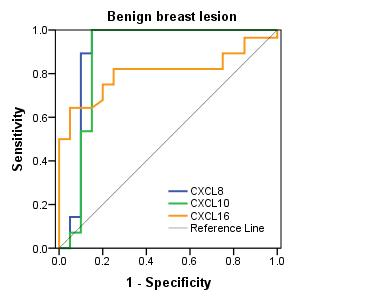 Benign breast lesion
Sensitivity
1.0
0.8
0.6
0.4
0.2
0.0
CXCL8
CXCL10
CXCL16
Reference Line
0.0 0.2 0.4 0.6 0.8 1.0
1 - Specificity